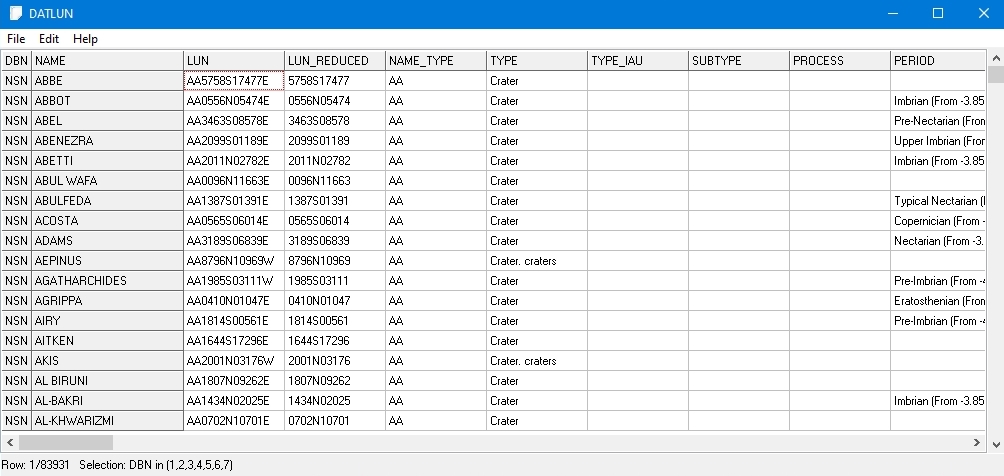 DATLUN
File Edit Help
DBN NAME LUN LUN_REDUCED NAME_TYPE TYPE TYPE_IAU SUBTYPE PROCESS PERIOD
NSN ABBE AA5758S17477E 5758S17477 AA Crater
NSN ABBOT AA0556N05474E 0556N05474 AA Crater Imbrian (From -3.85
NSN ABEL AA3463S08578E 3463S08578 AA Crater Pre-Nectarian (From
NSN ABENEZRA AA2099S01189E 2099S01189 AA Crater Upper Imbrian (From
NSN ABETTI AA2011N02782E 2011N02782 AA Crater Imbrian (From -3.85
NSN ABUL WAFA AA0096N11663E 0096N11663 AA Crater
NSN ABULFEDA AA1387S01391E 1387S01391 AA Crater Typical Nectarian (
NSN ACOSTA AA0565S06014E 0565S06014 AA Crater Copernician (From
NSN ADAMS AA3189S06839E 3189S06839 AA Crater Nectarian (From -3.
NSN AEPINUS AA8796N10969W 8796N10969 AA Crater. craters
NSN AGATHARCHIDES AA1985S03111W 1985S03111 AA Crater Pre-Imbrian (From -4
NSN AGRIPPA AA0410N01047E 0410N01047 AA Crater Eratosthenian (From
NSN AIRY AA1814S00561E 1814S00561 AA Crater Pre-Imbrian (From -4
NSN AITKEN AA1644S17296E 1644S17296 AA Crater
NSN AKIS AA2001N03176W 2001N03176 AA Crater. craters
NSN AL BIRUNI AA1807N09262E 1807N09262 AA Crater
NSN AL-BAKRI AA1434N02025E 1434N02025 AA Crater Imbrian (From -3.85
NSN AL-KHWARIZMI AA0702N10701E 0702N10701 AA Crater
Row: 1/83931 Selection: DBN in (1,2,3,4,5,6,7)